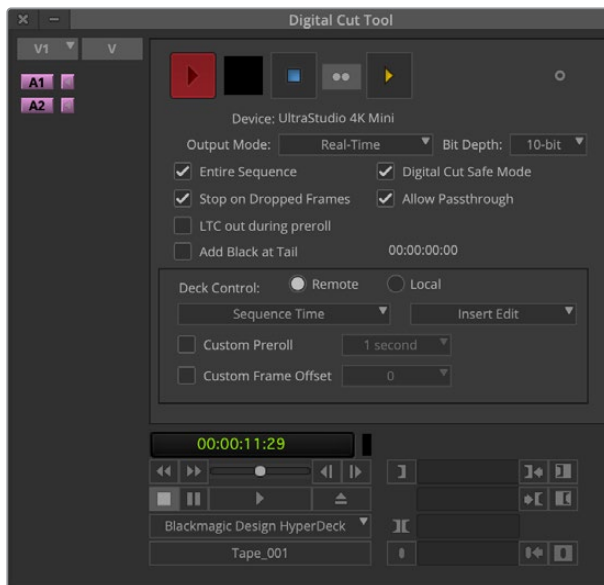 Digital Cut Tool
V1 V
A1
A2
Device: UltraStudio 4K Mini
Output Mode: Real-Time Bit Depth: 10-bit
Entire Sequence Digital Cut Safe Mode
Stop on Dropped Frames Allow Passthrough
LTC out during preroll
Add Black at Tail 00:00:00:00
Deck Control: Remote Local
Sequence Time Insert Edit
Custom Preroll 1 second
Custom Frame Offset 0
00:00:11:29
Blackmagic Design HyperDeck
Tape_001